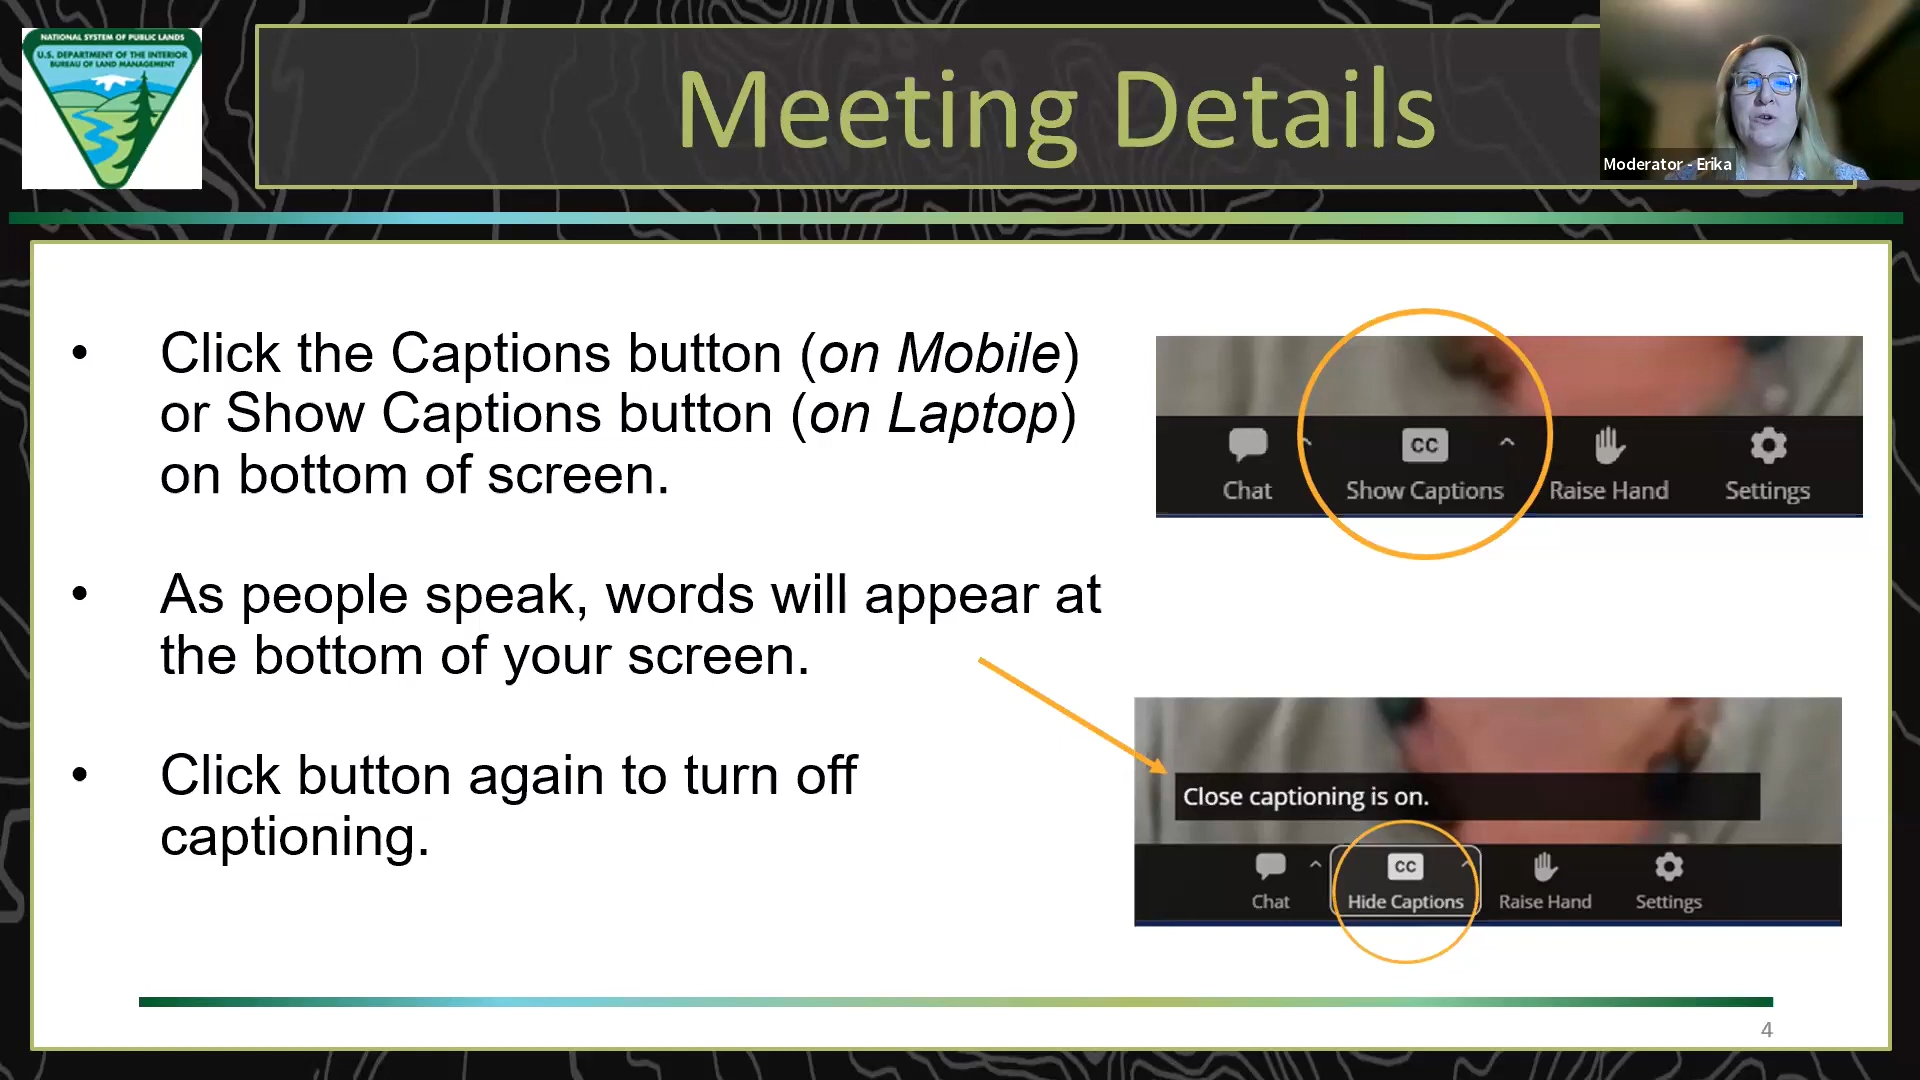 NATIONAL SYSTEM OF PUBLIC LANDS
U.S. DEPARTMENT OF THE INTERIOR
BUREAU OF LAND MANAGEMENT
Meeting Details
Moderator - Erika
• Click the Captions button (on Mobile)
or Show Captions button (on Laptop)
on bottom of screen.
• As people speak, words will appear at
the bottom of your screen.
• Click button again to turn off
captioning.
CC
Chat Show Captions Raise Hand Settings
Close captioning is on.
CC
Chat Hide Captions Raise Hand Settings
4